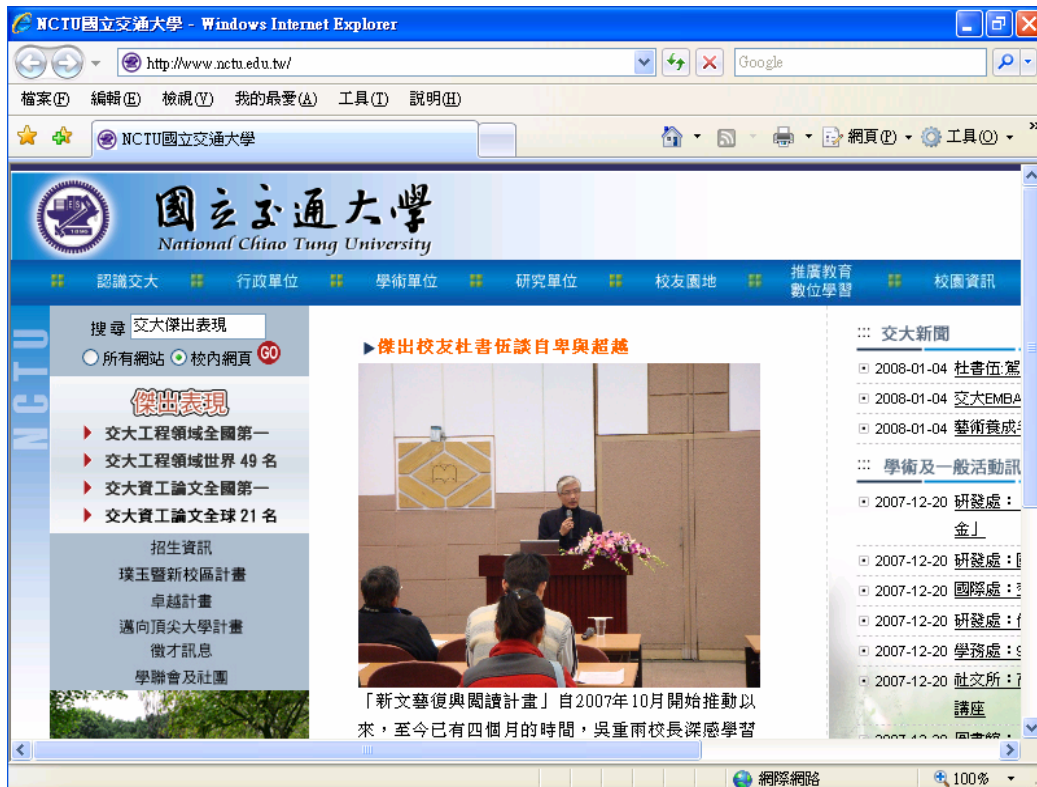 NCTU國立交通大學 - Windows Internet Explorer
http://www.nctu.edu.tw/
Google
檔案(F) 編輯(E) 檢視(V) 我的最愛(A) 工具(T) 說明(H)
NCTU國立交通大學
網頁(P) 工具(O)
國立交通大學
National Chiao Tung University
認識交大 行政單位 學術單位 研究單位 校友園地 推廣教育 數位學習 校園資訊
NCTU
搜尋 交大傑出表現
所有網站 校內網頁 GO
傑出表現
交大工程領域全國第一
交大工程領域世界 49 名
交大資工論文全國第一
交大資工論文全球 21 名
招生資訊
璞玉暨新校區計畫
卓越計畫
邁向頂尖大學計畫
徵才訊息
學聯會及社團
傑出校友杜書伍談自卑與超越
「新文藝復興閱讀計畫」自2007年10月開始推動以
來，至今已有四個月的時間，吳重雨校長深感學習
交大新聞
2008-01-04 杜書伍:駕
2008-01-04 交大EMBA
2008-01-04 藝術養成
學術及一般活動訊
2007-12-20 研發處：
金」
2007-12-20 研發處：
2007-12-20 國際處：
2007-12-20 研發處：
2007-12-20 學務處：
2007-12-20 社文所：
講座
網際網路
100%